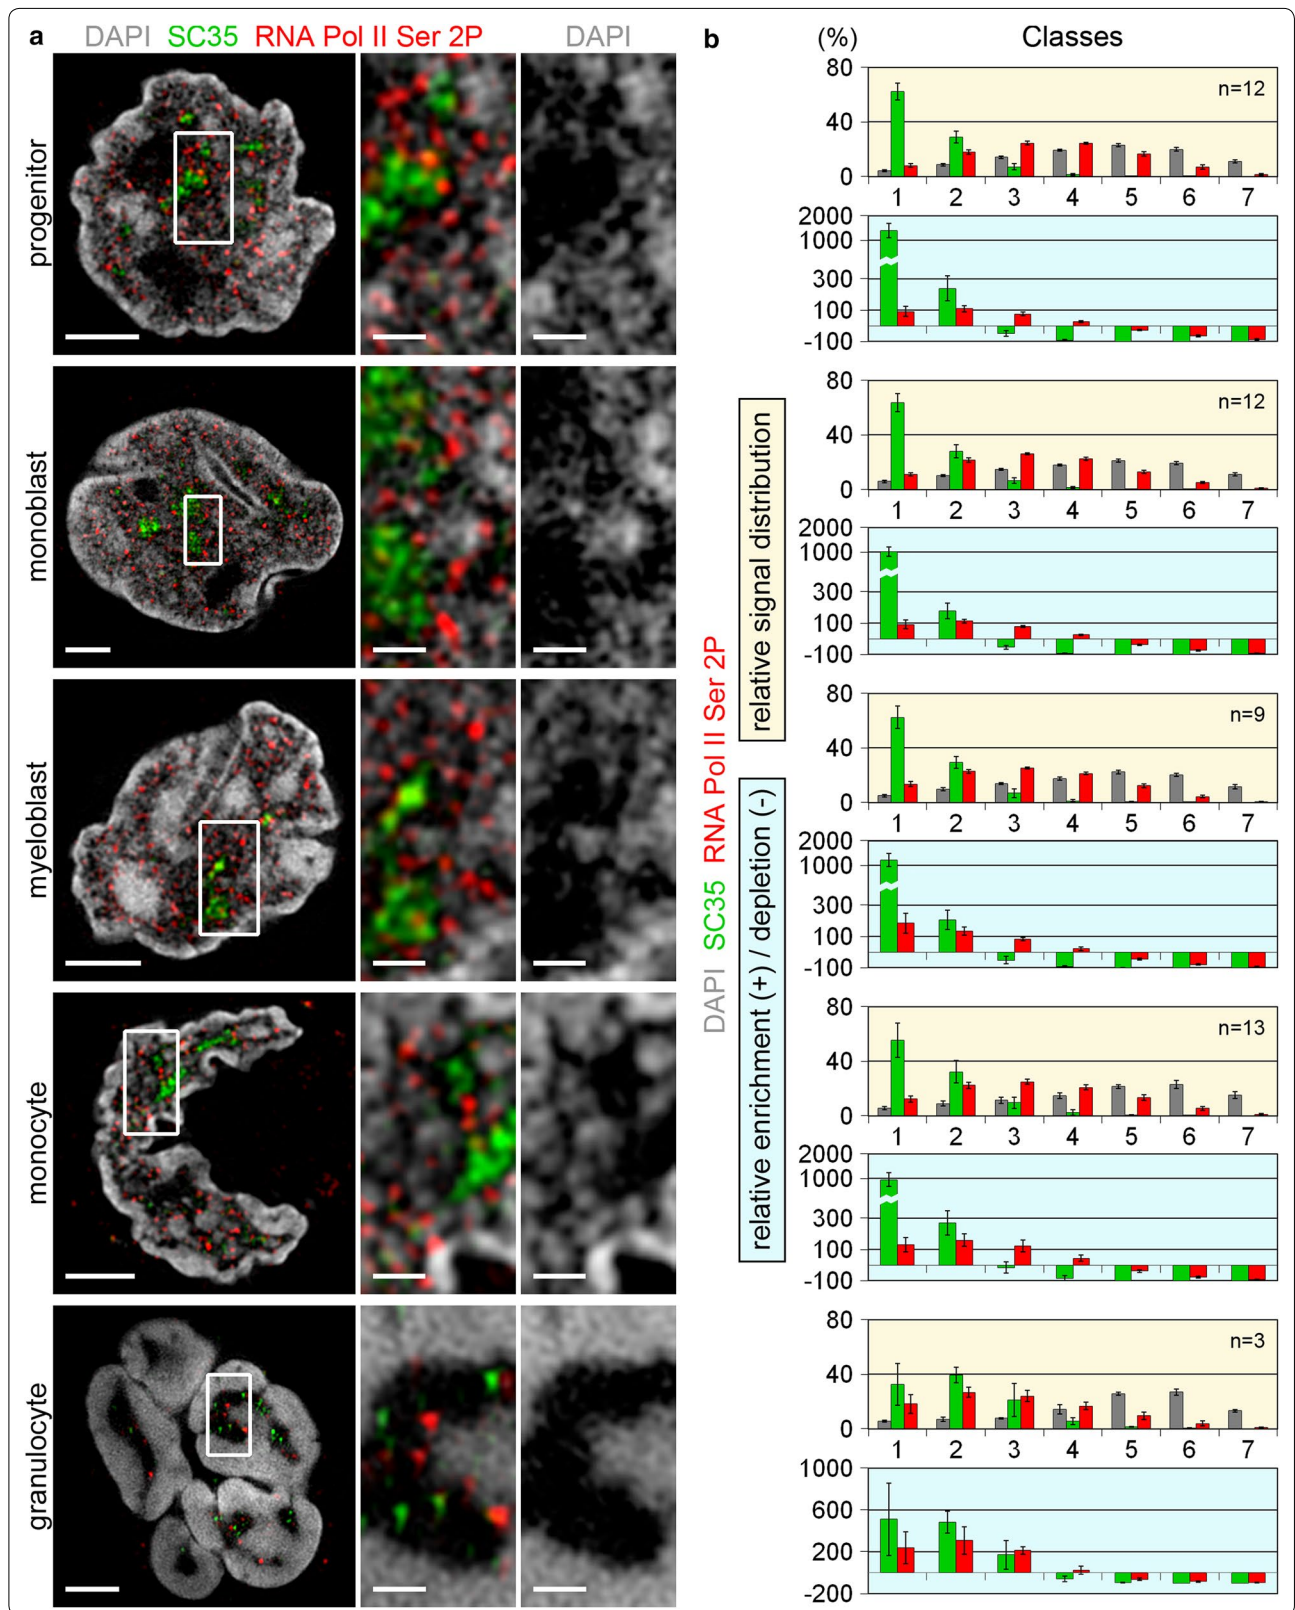 a DAPI SC35 RNA Pol II Ser 2P DAPI
progenitor
monoblast
myeloblast
monocyte
granulocyte
b (%) Classes
DAPI SC35 RNA Pol II Ser 2P
relative signal distribution
relative enrichment (+) / depletion (-)
80
40
0
n=12
1 2 3 4 5 6 7
2000
1000
300
100
-100
80
40
0
n=12
1 2 3 4 5 6 7
2000
1000
300
100
-100
80
40
0
n=9
1 2 3 4 5 6 7
2000
1000
300
100
-100
80
40
0
n=13
1 2 3 4 5 6 7
2000
1000
300
100
-100
80
40
0
n=3
1 2 3 4 5 6 7
1000
600
200
-200